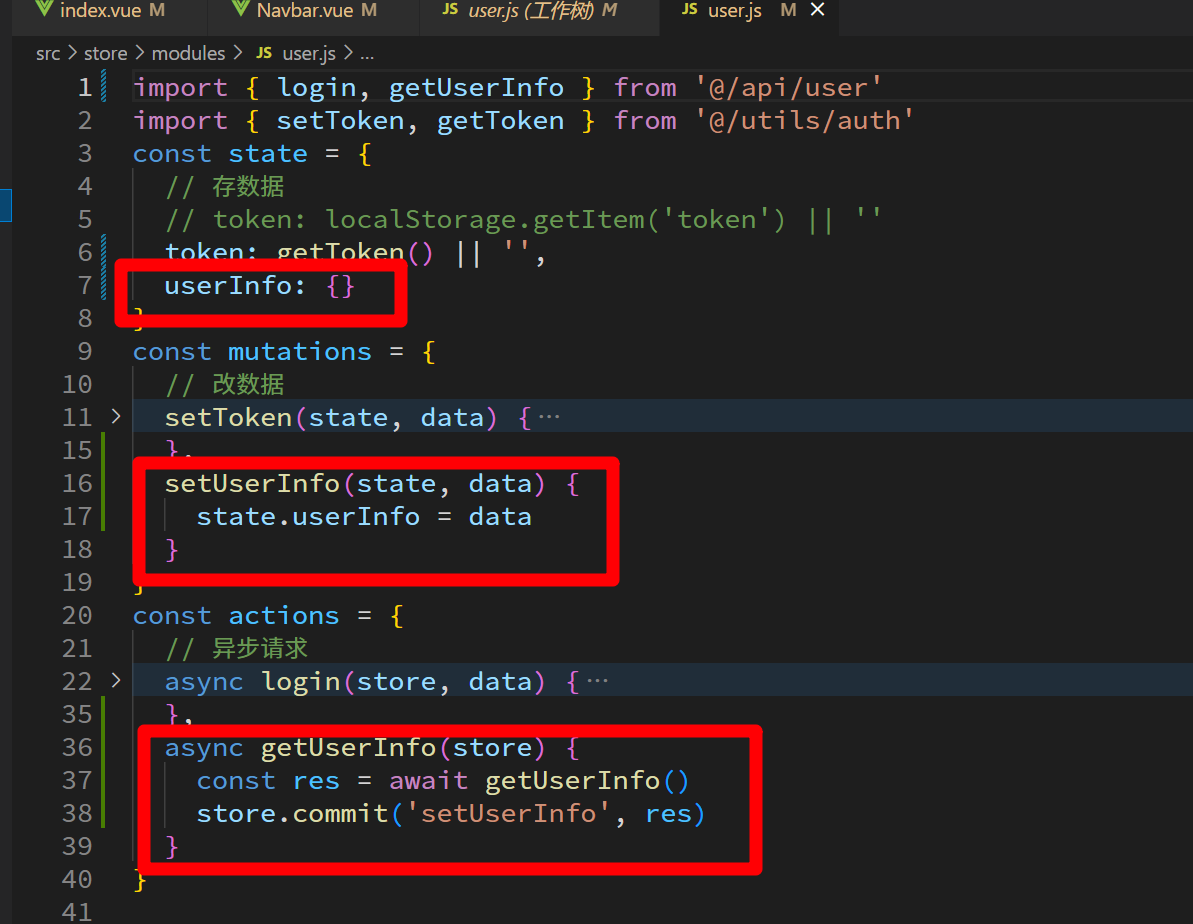 index.vue M
Navbar.vue M
JS user.js (工作树) M
JS user.js M ×
src > store > modules > JS user.js > ...
1 import { login, getUserInfo } from '@/api/user'
2 import { setToken, getToken } from '@/utils/auth'
3 const state = {
4 // 存数据
5 // token: localStorage.getItem('token') || ''
6 token: getToken() || '',
7 userInfo: {}
8 }
9 const mutations = {
10 // 改数据
11 > setToken(state, data) {···
15 },
16 setUserInfo(state, data) {
17 state.userInfo = data
18 }
19 }
20 const actions = {
21 // 异步请求
22 > async login(store, data) {···
35 },
36 async getUserInfo(store) {
37 const res = await getUserInfo()
38 store.commit('setUserInfo', res)
39 }
40 }
41